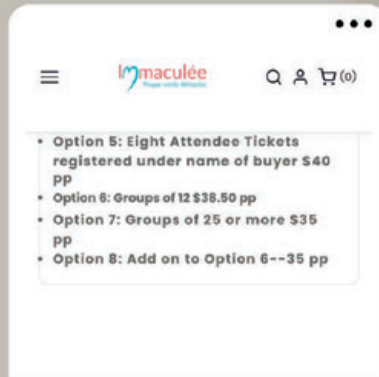 Immaculée
(0)
• Option 5: Eight Attendee Tickets
registered under name of buyer $40
pp
• Option 6: Groups of 12 $38.50 pp
• Option 7: Groups of 25 or more $35
pp
• Option 8: Add on to Option 6--35 pp